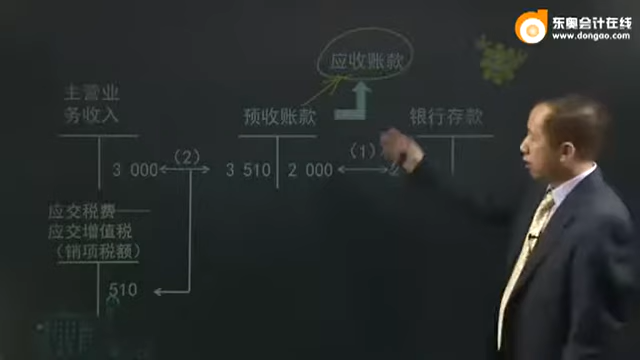 东奥会计在线
www.dongao.com
应收账款
主营业
务收入
预收账款
银行存款
3 000
(2)
3 510
2 000
(1)
2
应交税费——
应交增值税
(销项税额)
510